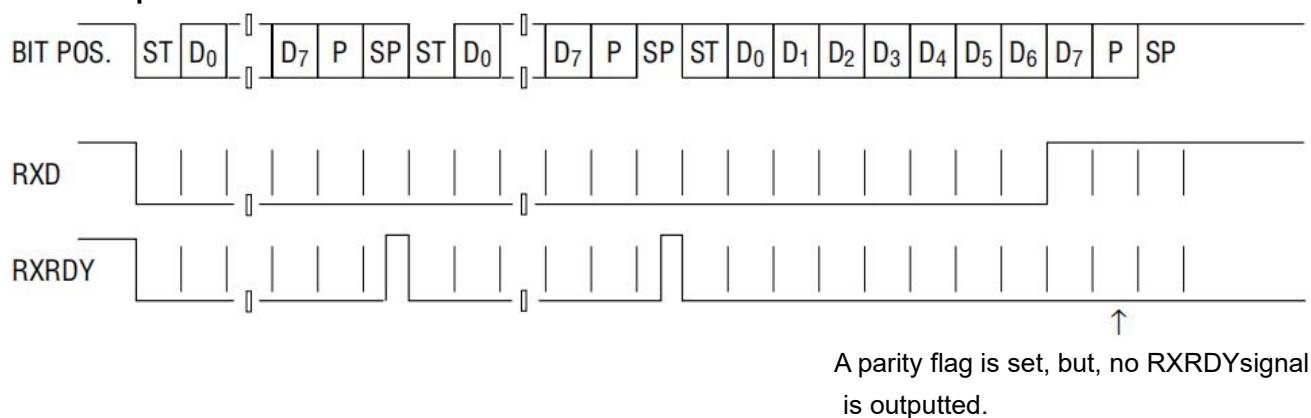 BIT POS. ST D0 D7 P SP ST D0 D7 P SP ST D0 D1 D2 D3 D4 D5 D6 D7 P SP
RXD
RXRDY
A parity flag is set, but, no RXRDYsignal
is outputted.